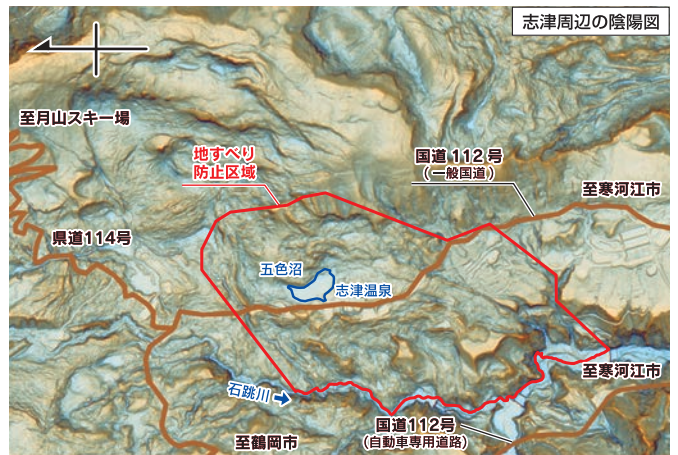 志津周辺の陰陽図
至月山スキー場
地すべり
防止区域
国道112号
(一般国道)
至寒河江市
県道114号
五色沼
志津温泉
至寒河江市
石跳川
国道112号
(自動車専用道路)
至鶴岡市